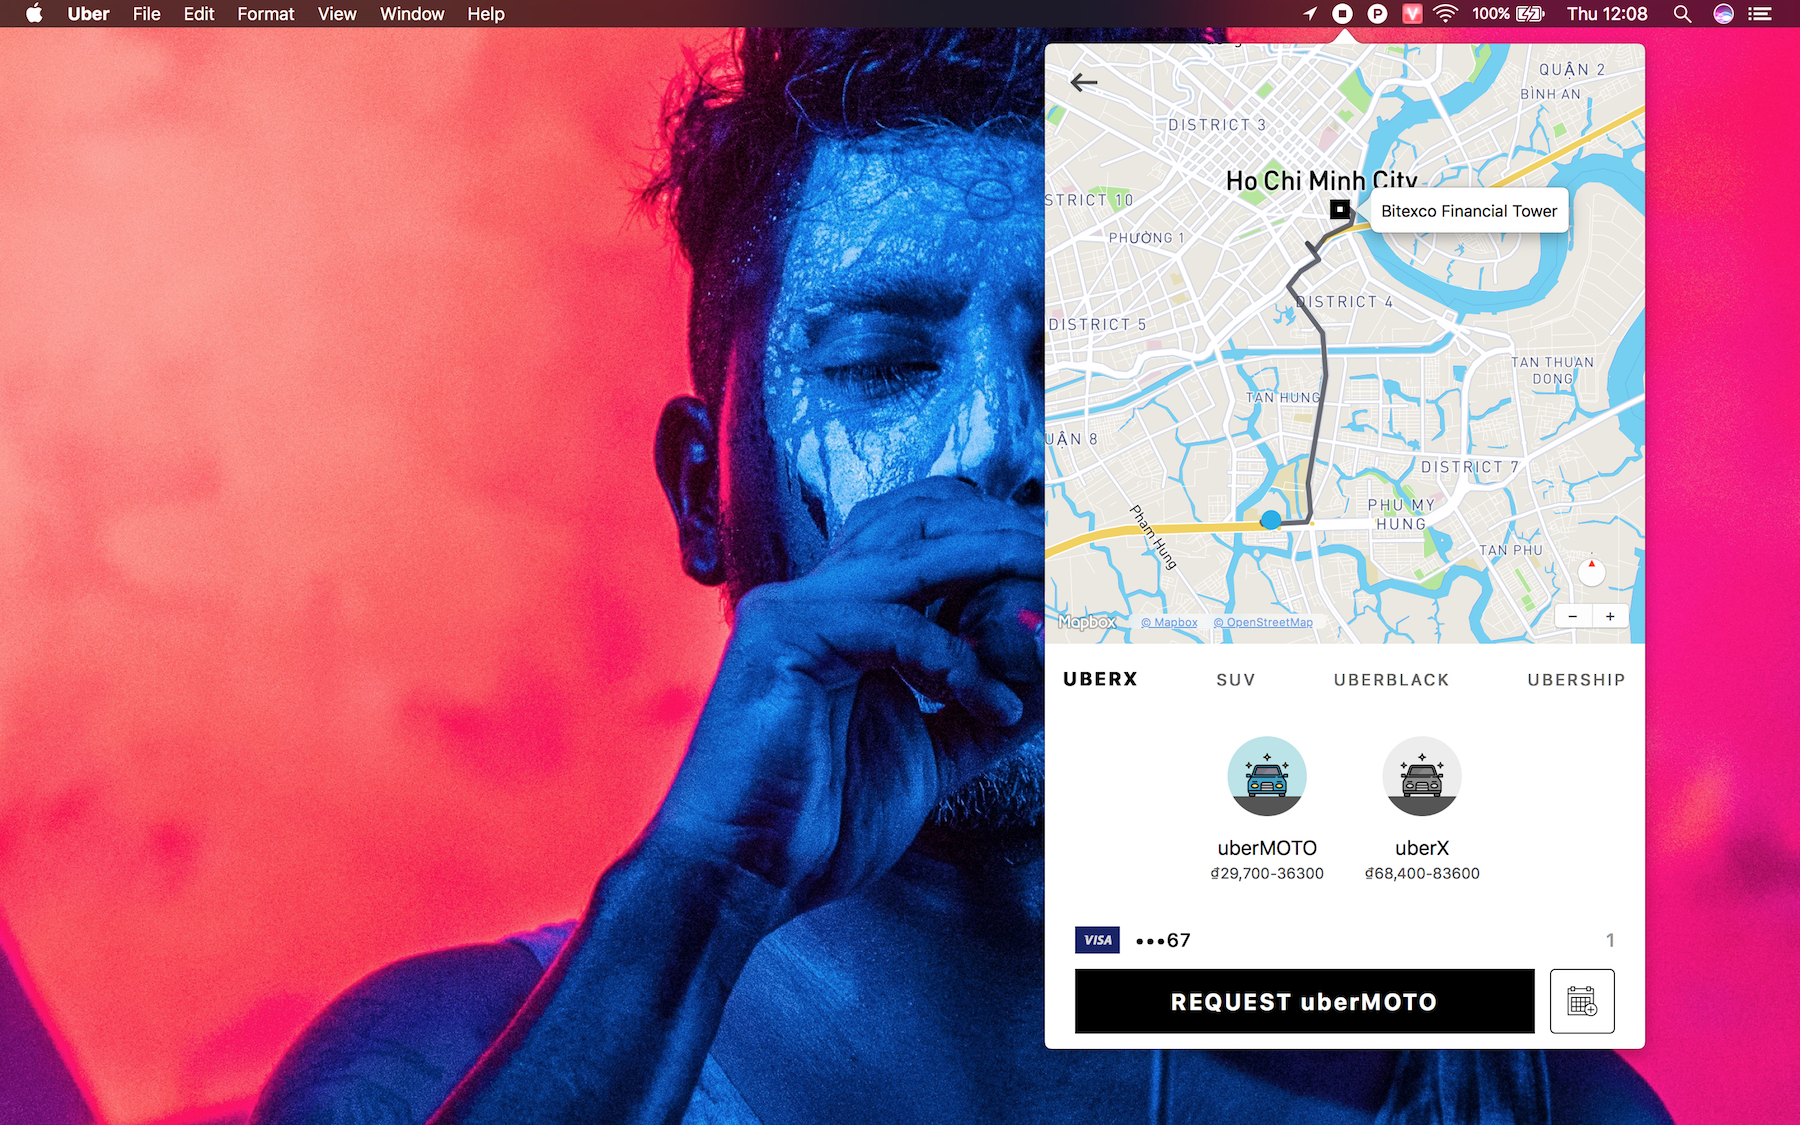 Uber File Edit Format View Window Help
P V 100% Thu 12:08
QUẬN 2
BÌNH AN
DISTRICT 3
Ho Chi Minh City
STRICT 10
Bitexco Financial Tower
PHƯỜNG 1
DISTRICT 4
DISTRICT 5
TAN THUAN
DONG
TAN HUNG
UẬN 8
DISTRICT 7
PHU MY
HUNG
Pham Hung
TAN PHU
Mapbox © Mapbox © OpenStreetMap
− +
UBERX SUV UBERBLACK UBERSHIP
uberMOTO uberX
₫29,700-36300 ₫68,400-83600
VISA •••67 1
REQUEST uberMOTO